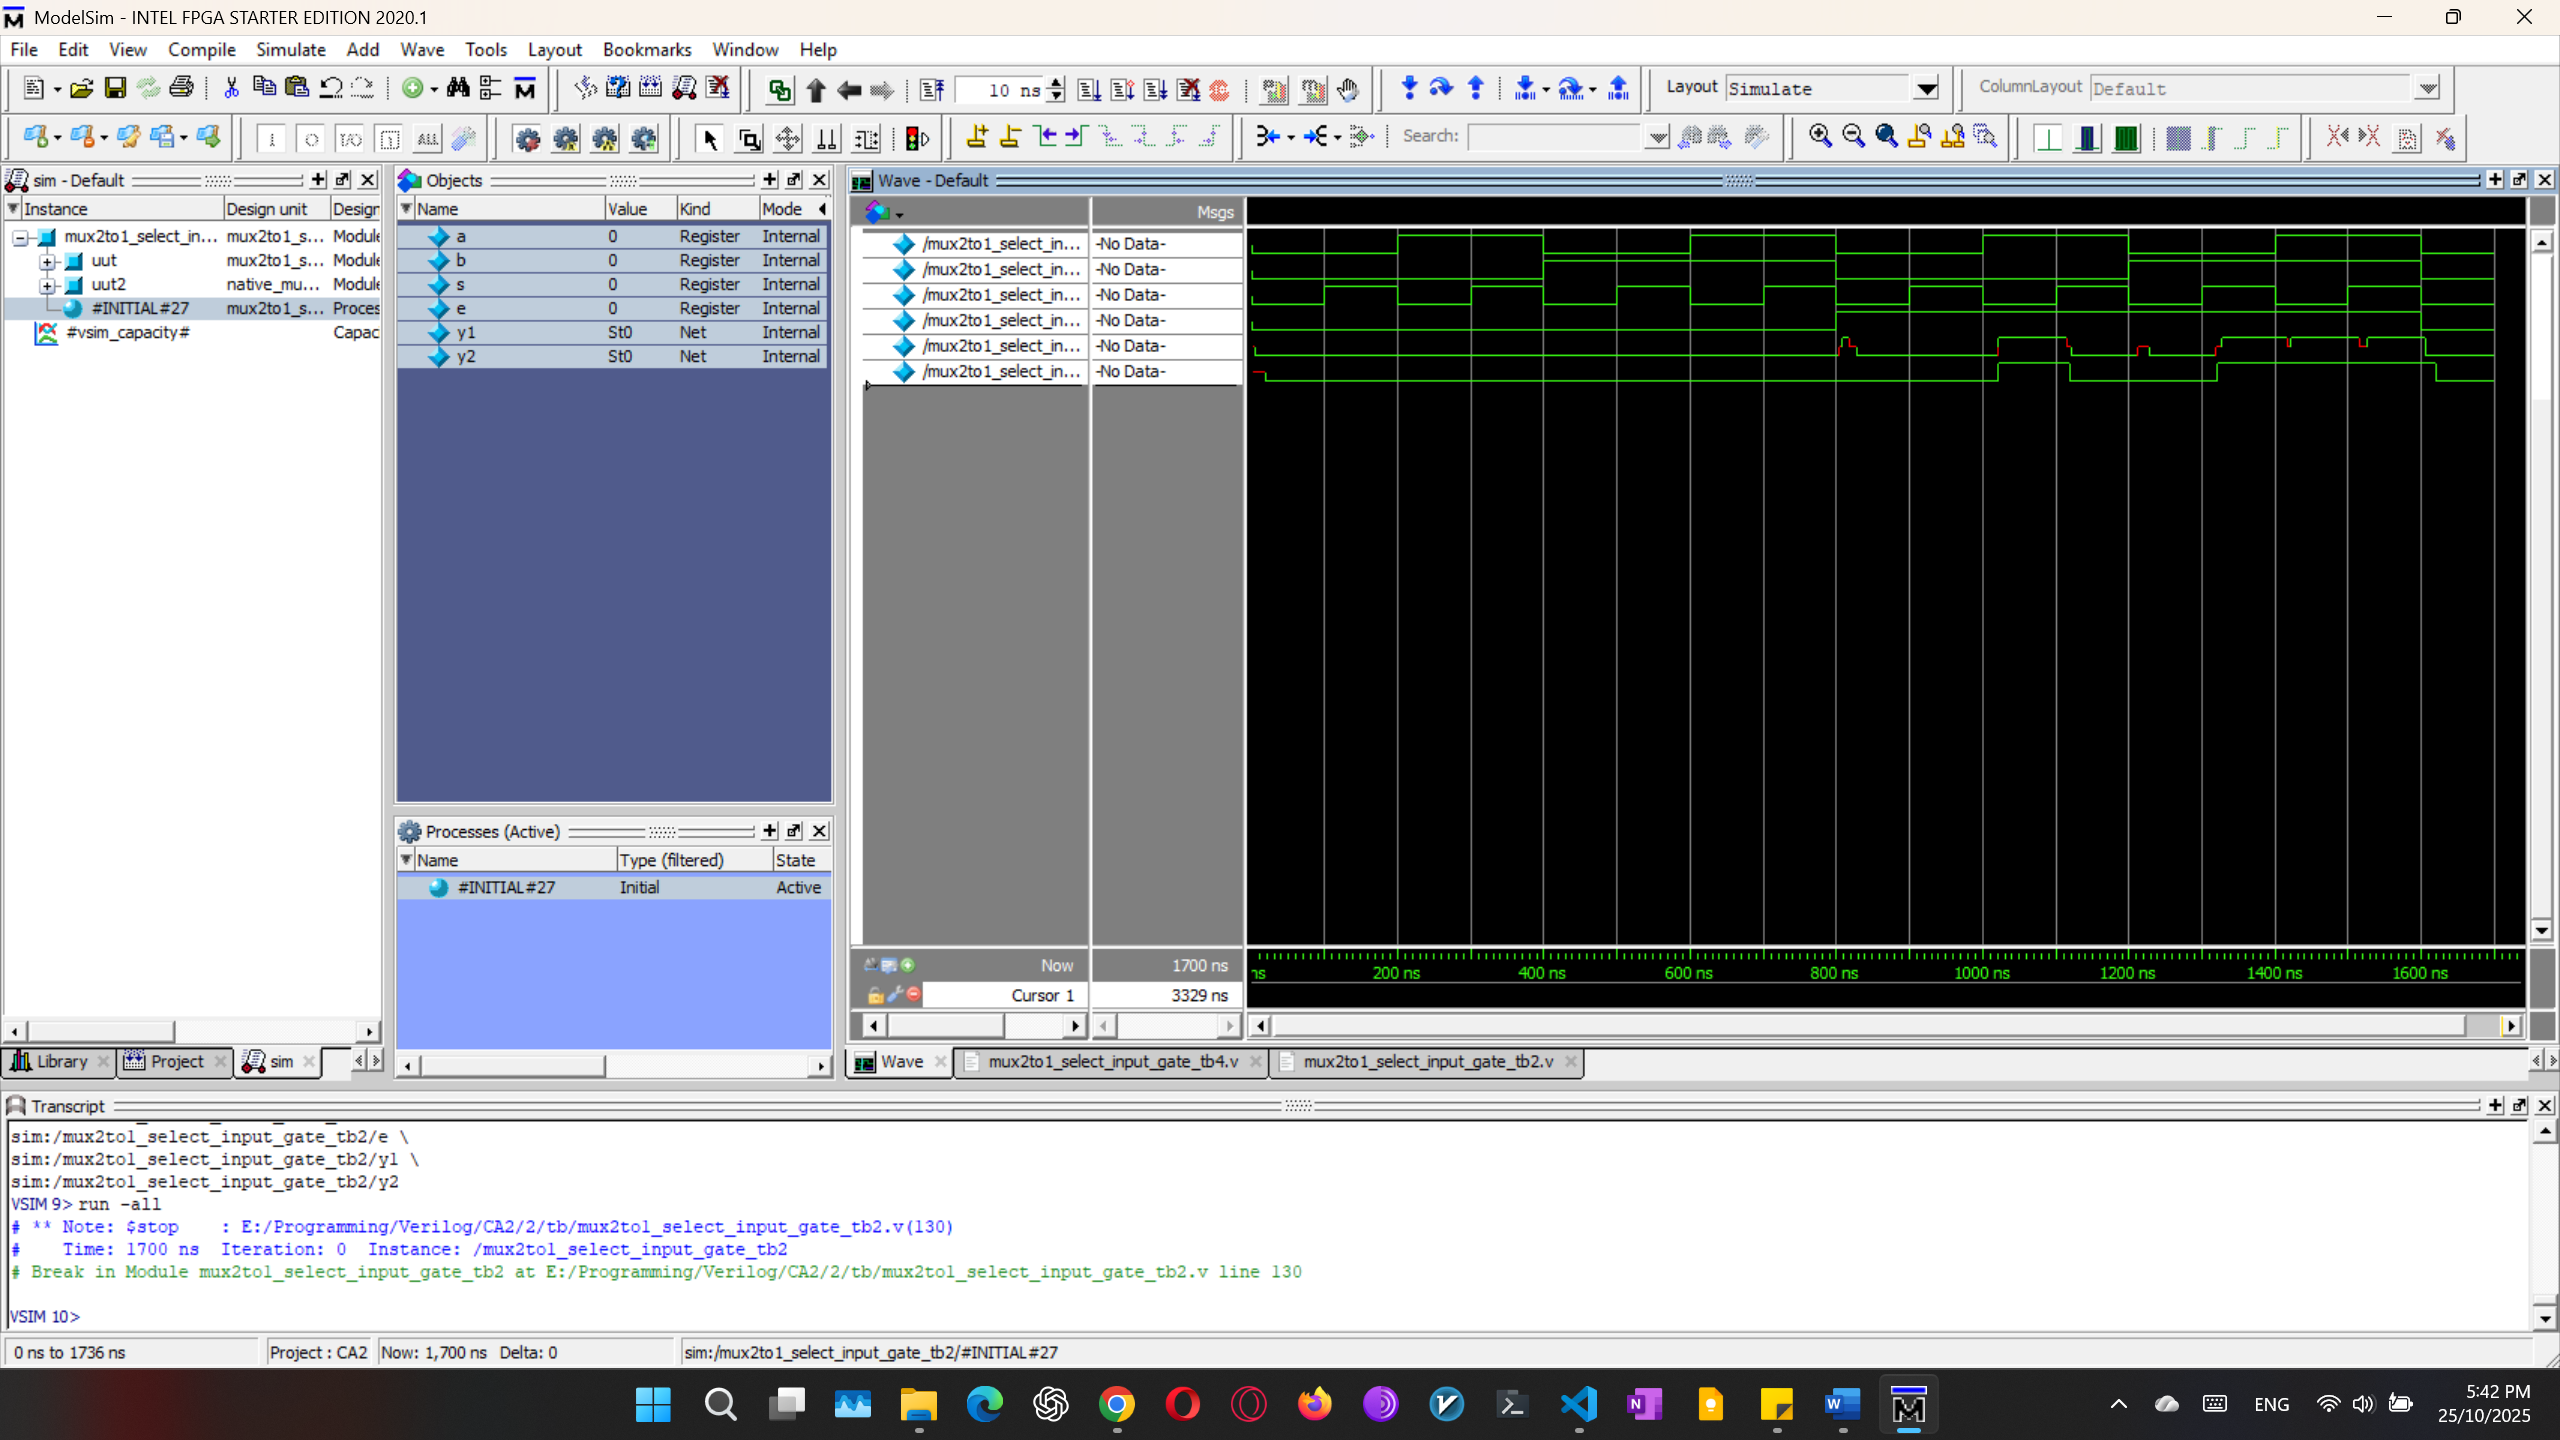 ModelSim - INTEL FPGA STARTER EDITION 2020.1
File Edit View Compile Simulate Add Wave Tools Layout Bookmarks Window Help
10 ns
Layout Simulate
ColumnLayout Default
ALL
Search:
sim - Default
Instance Design unit Design
mux2to1_select_in... mux2to1_s... Module
uut mux2to1_s... Module
uut2 native_mu... Module
#INITIAL#27 mux2to1_s... Proces
#vsim_capacity# Capac
Library Project sim
Objects
Name Value Kind Mode
a 0 Register Internal
b 0 Register Internal
s 0 Register Internal
e 0 Register Internal
y1 St0 Net Internal
y2 St0 Net Internal
Processes (Active)
Name Type (filtered) State
#INITIAL#27 Initial Active
Wave - Default
Msgs
/mux2to1_select_in... -No Data-
/mux2to1_select_in... -No Data-
/mux2to1_select_in... -No Data-
/mux2to1_select_in... -No Data-
/mux2to1_select_in... -No Data-
/mux2to1_select_in... -No Data-
Now 1700 ns
ns 200 ns 400 ns 600 ns 800 ns 1000 ns 1200 ns 1400 ns 1600 ns
Cursor 1 3329 ns
Wave mux2to1_select_input_gate_tb4.v mux2to1_select_input_gate_tb2.v
Transcript
sim:/mux2to1_select_input_gate_tb2/e \
sim:/mux2to1_select_input_gate_tb2/y1 \
sim:/mux2to1_select_input_gate_tb2/y2
VSIM 9> run -all
# ** Note: $stop : E:/Programming/Verilog/CA2/2/tb/mux2to1_select_input_gate_tb2.v(130)
# Time: 1700 ns Iteration: 0 Instance: /mux2to1_select_input_gate_tb2
# Break in Module mux2to1_select_input_gate_tb2 at E:/Programming/Verilog/CA2/2/tb/mux2to1_select_input_gate_tb2.v line 130
VSIM 10>
0 ns to 1736 ns Project : CA2 Now: 1,700 ns Delta: 0 sim:/mux2to1_select_input_gate_tb2/#INITIAL#27
ENG
5:42 PM
25/10/2025